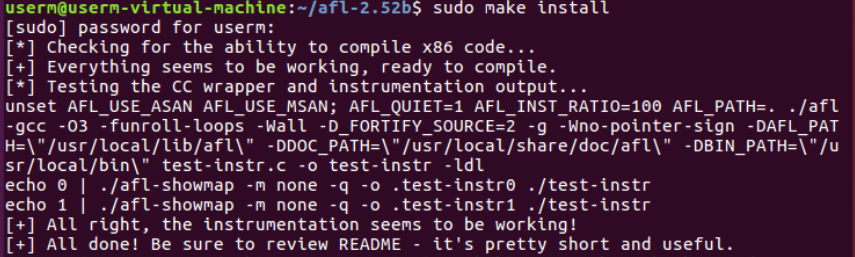 userm@userm-virtual-machine:~/afl-2.52b$ sudo make install
[sudo] password for userm:
[*] Checking for the ability to compile x86 code...
[+] Everything seems to be working, ready to compile.
[*] Testing the CC wrapper and instrumentation output...
unset AFL_USE_ASAN AFL_USE_MSAN; AFL_QUIET=1 AFL_INST_RATIO=100 AFL_PATH=. ./afl
-gcc -O3 -funroll-loops -Wall -D_FORTIFY_SOURCE=2 -g -Wno-pointer-sign -DAFL_PAT
H=\"/usr/local/lib/afl\" -DDOC_PATH=\"/usr/local/share/doc/afl\" -DBIN_PATH=\"/u
sr/local/bin\" test-instr.c -o test-instr -ldl
echo 0 | ./afl-showmap -m none -q -o .test-instr0 ./test-instr
echo 1 | ./afl-showmap -m none -q -o .test-instr1 ./test-instr
[+] All right, the instrumentation seems to be working!
[+] All done! Be sure to review README - it's pretty short and useful.